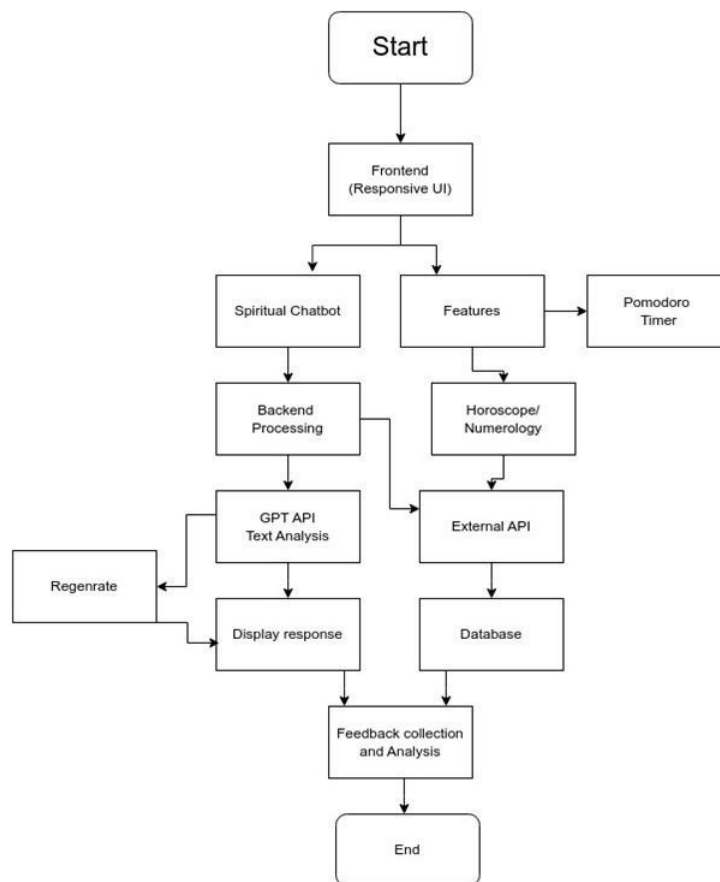 Start
Frontend
(Responsive UI)
Spiritual Chatbot
Features
Pomodoro
Timer
Backend
Processing
Horoscope/
Numerology
GPT API
Text Analysis
External API
Regenrate
Display response
Database
Feedback collection
and Analysis
End